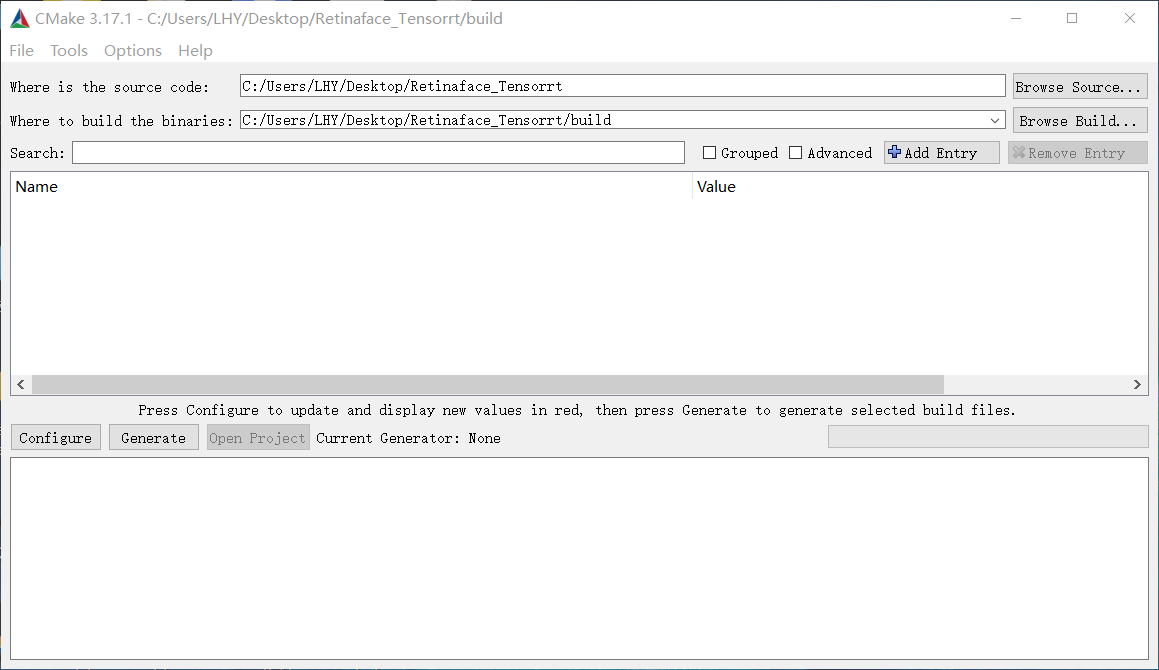 CMake 3.17.1 - C:/Users/LHY/Desktop/Retinaface_Tensorrt/build
File Tools Options Help
Where is the source code: C:/Users/LHY/Desktop/Retinaface_Tensorrt Browse Source...
Where to build the binaries: C:/Users/LHY/Desktop/Retinaface_Tensorrt/build Browse Build...
Search: Grouped Advanced Add Entry Remove Entry
Name Value
Press Configure to update and display new values in red, then press Generate to generate selected build files.
Configure Generate Open Project Current Generator: None